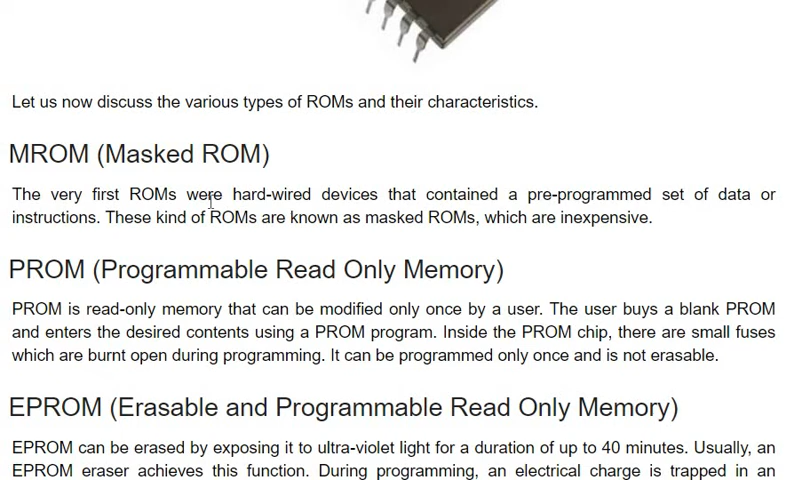 Let us now discuss the various types of ROMs and their characteristics.
MROM (Masked ROM)
The very first ROMs were hard-wired devices that contained a pre-programmed set of data or
instructions. These kind of ROMs are known as masked ROMs, which are inexpensive.
PROM (Programmable Read Only Memory)
PROM is read-only memory that can be modified only once by a user. The user buys a blank PROM
and enters the desired contents using a PROM program. Inside the PROM chip, there are small fuses
which are burnt open during programming. It can be programmed only once and is not erasable.
EPROM (Erasable and Programmable Read Only Memory)
EPROM can be erased by exposing it to ultra-violet light for a duration of up to 40 minutes. Usually, an
EPROM eraser achieves this function. During programming, an electrical charge is trapped in an